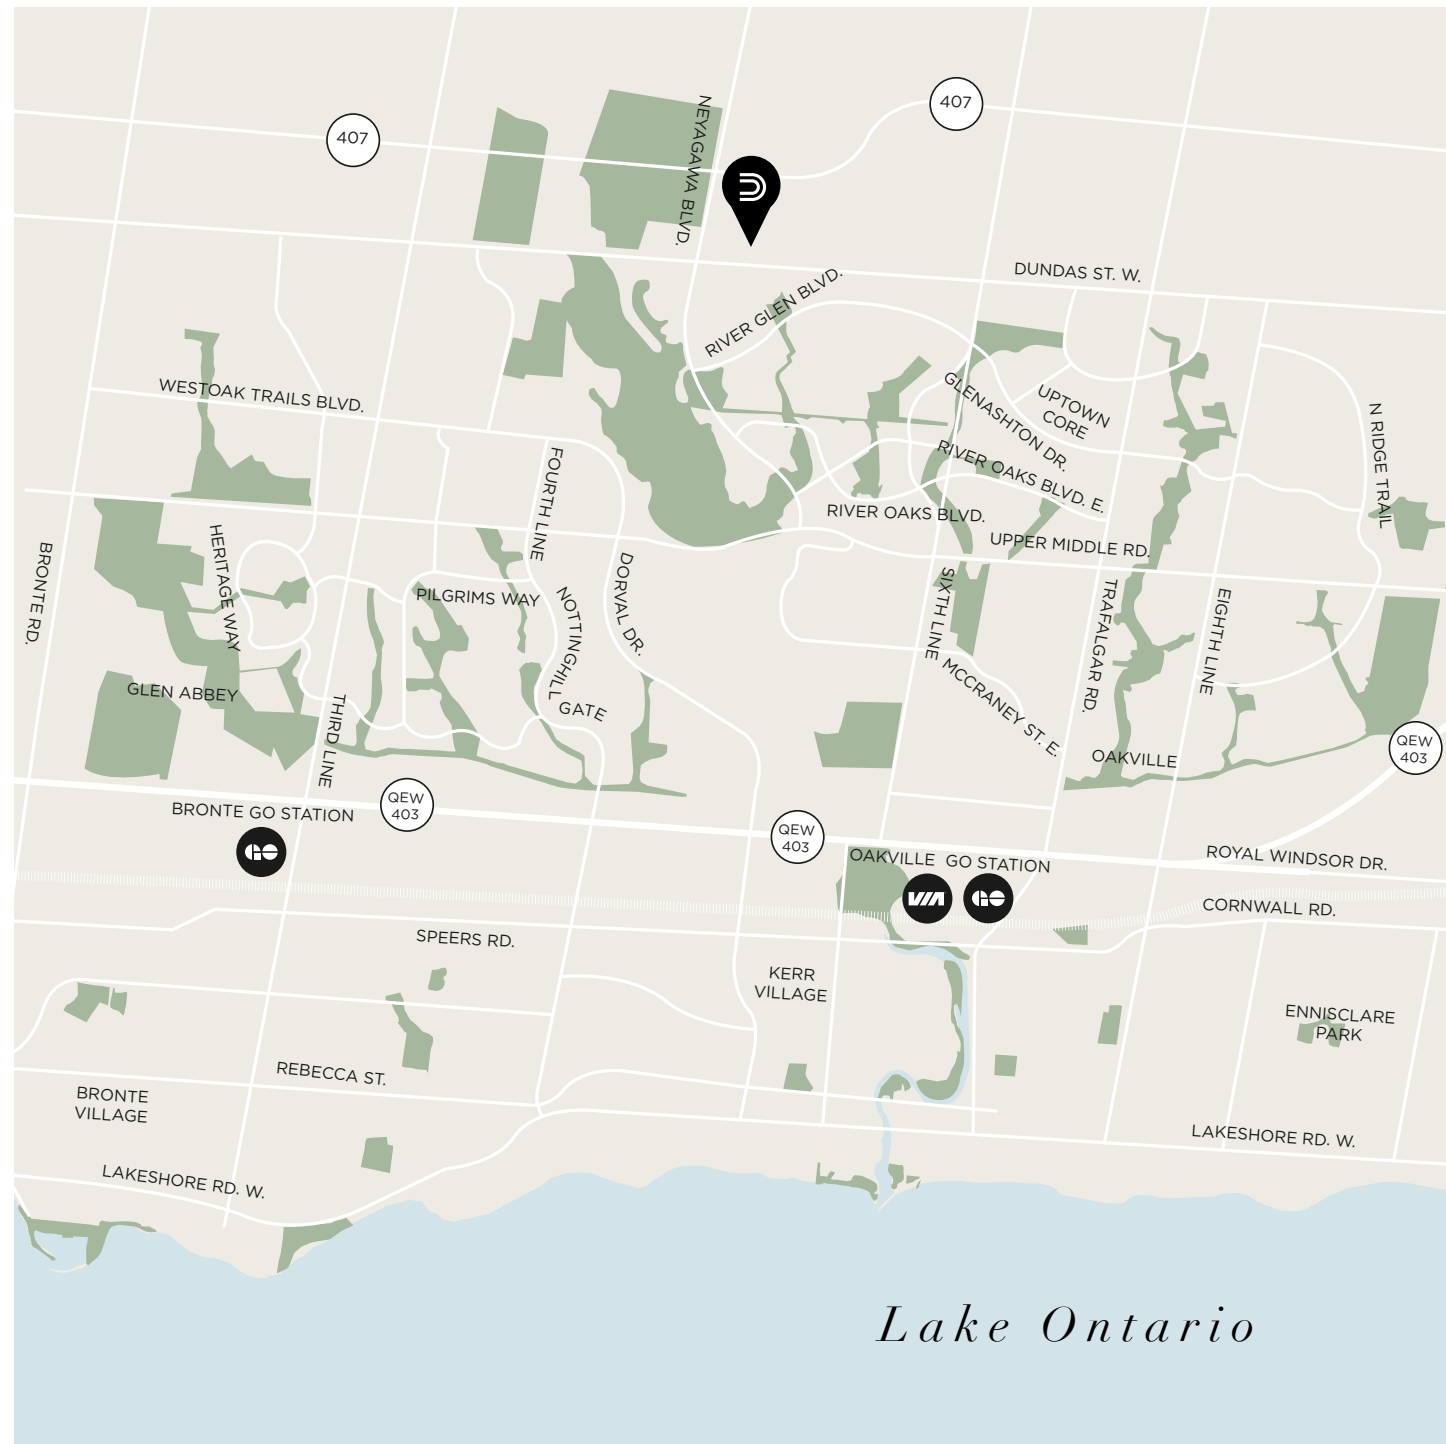 407
407
NEYAGAWA BLVD.
DUNDAS ST. W.
RIVER GLEN BLVD.
WESTOAK TRAILS BLVD.
GLENASHTON DR.
UPTOWN
CORE
N RIDGE TRAIL
RIVER OAKS BLVD. E.
FOURTH LINE
RIVER OAKS BLVD.
UPPER MIDDLE RD.
BRONTE RD.
HERITAGE WAY
PILGRIMS WAY
NOTTINGHILL
GATE
DORVAL DR.
SIXTH LINE
TRAFALGAR RD.
EIGHTH LINE
GLEN ABBEY
THIRD LINE
MCCRANEY ST. E.
OAKVILLE
QEW
403
BRONTE GO STATION
GO
QEW
403
QEW
403
OAKVILLE GO STATION
VIA
GO
ROYAL WINDSOR DR.
CORNWALL RD.
SPEERS RD.
KERR
VILLAGE
ENNISCLARE
PARK
REBECCA ST.
BRONTE
VILLAGE
LAKESHORE RD. W.
LAKESHORE RD. W.
Lake Ontario